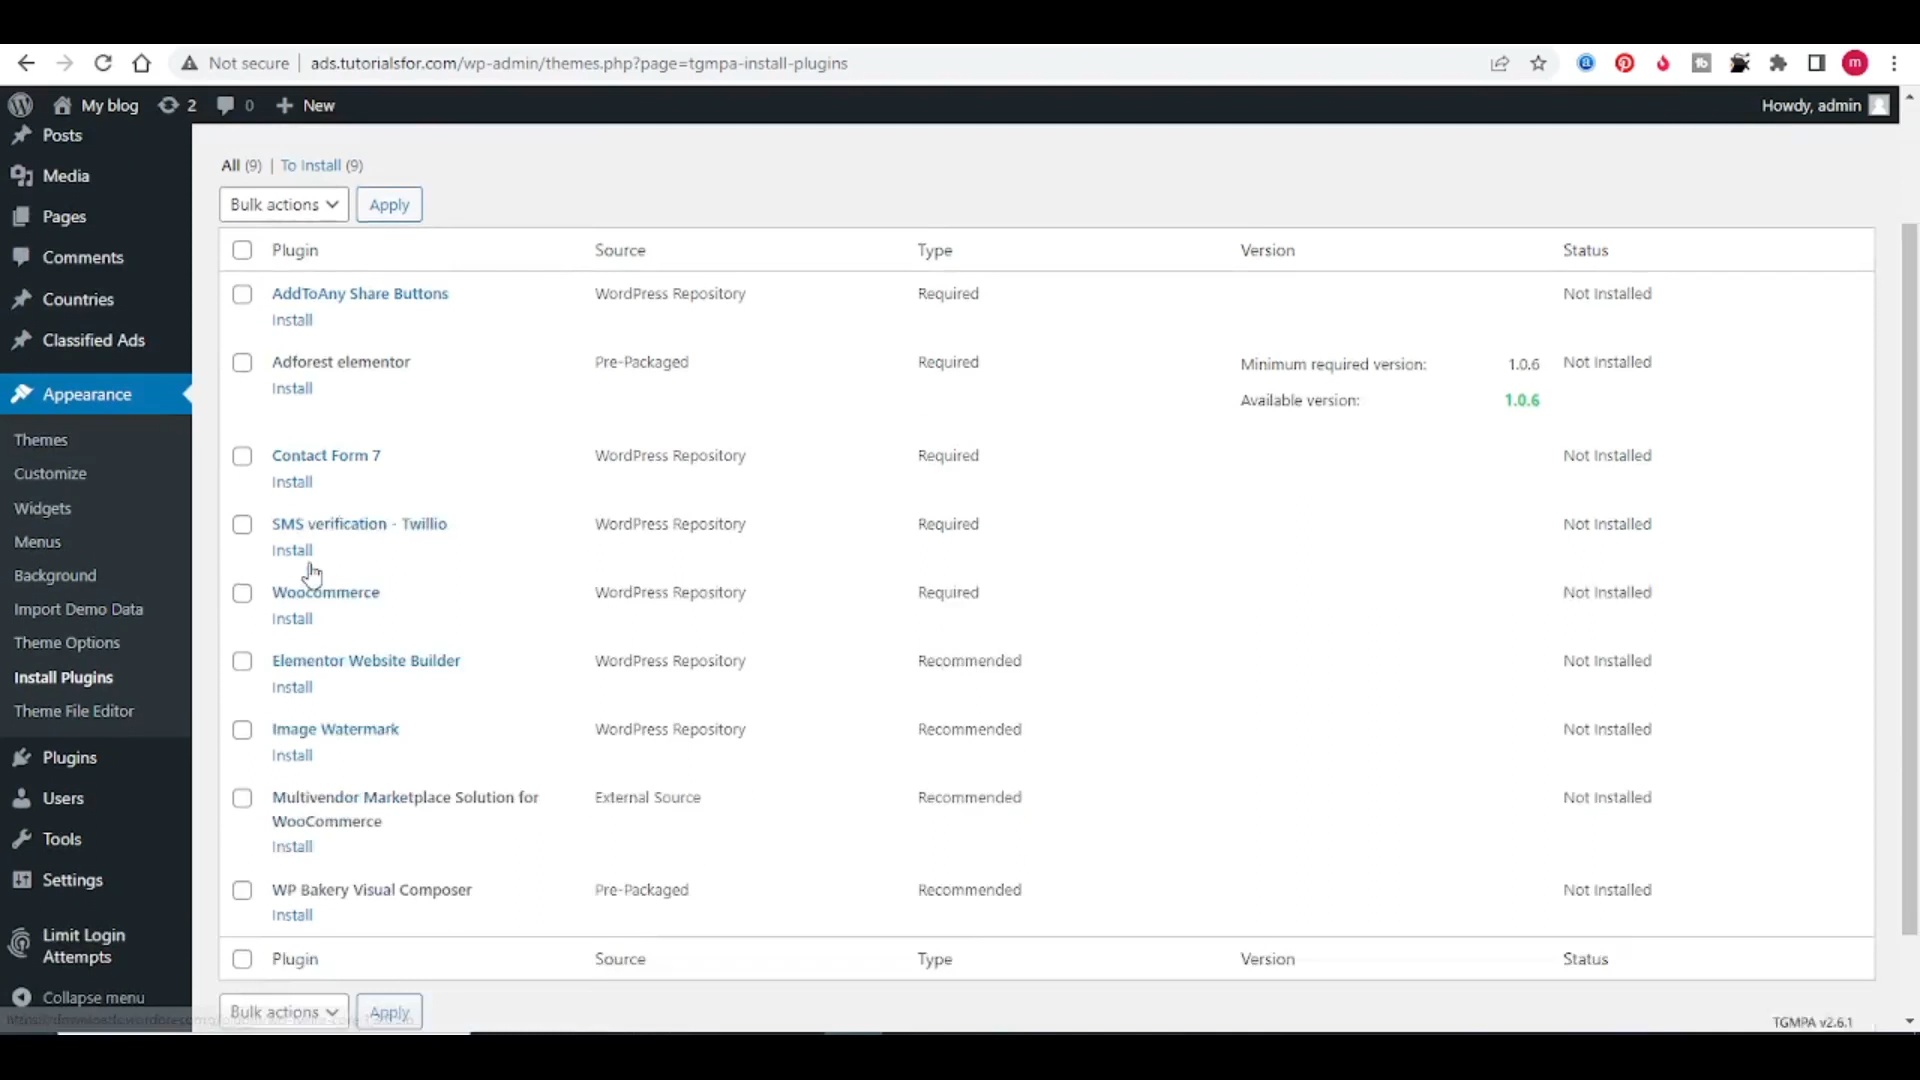 Not secure | ads.tutorialsfor.com/wp-admin/themes.php?page=tgmpa-install-plugins
m
My blog 2 0 + New Howdy, admin
Posts
Media
Pages
Comments
Countries
Classified Ads
Appearance
Themes
Customize
Widgets
Menus
Background
Import Demo Data
Theme Options
Install Plugins
Theme File Editor
Plugins
Users
Tools
Settings
Limit Login
Attempts
Collapse menu
All (9) | To Install (9)
Bulk actions Apply
Plugin Source Type Version Status
AddToAny Share Buttons WordPress Repository Required Not Installed
Install
Adforest elementor Pre-Packaged Required Minimum required version: 1.0.6 Not Installed
Install
Available version: 1.0.6
Contact Form 7 WordPress Repository Required Not Installed
Install
SMS verification - Twillio WordPress Repository Required Not Installed
Install
Woocommerce WordPress Repository Required Not Installed
Install
Elementor Website Builder WordPress Repository Recommended Not Installed
Install
Image Watermark WordPress Repository Recommended Not Installed
Install
Multivendor Marketplace Solution for External Source Recommended Not Installed
WooCommerce
Install
WP Bakery Visual Composer Pre-Packaged Recommended Not Installed
Install
Plugin Source Type Version Status
Bulk actions Apply
TGMPA v2.6.1